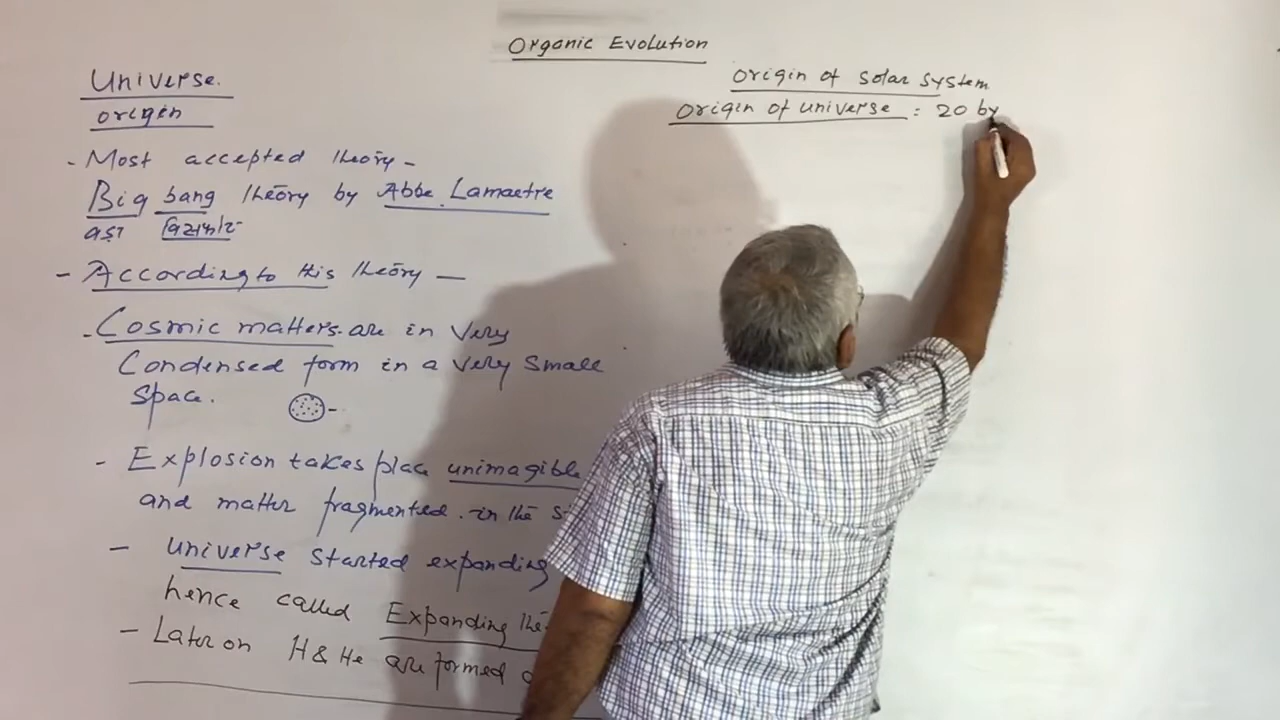 Organic Evolution
Universe.
origin
- Most accepted theory -
Big bang theory by Abbe Lamaetre
बड़ा विस्फोट
- According to this theory -
- Cosmic matters are in very
Condensed form in a very small
space.
- Explosion takes place unimagible
and matter fragmented in the
- Universe started expanding
hence called Expanding
- Later on H & He are formed
origin of solar system
origin of universe : 20 by